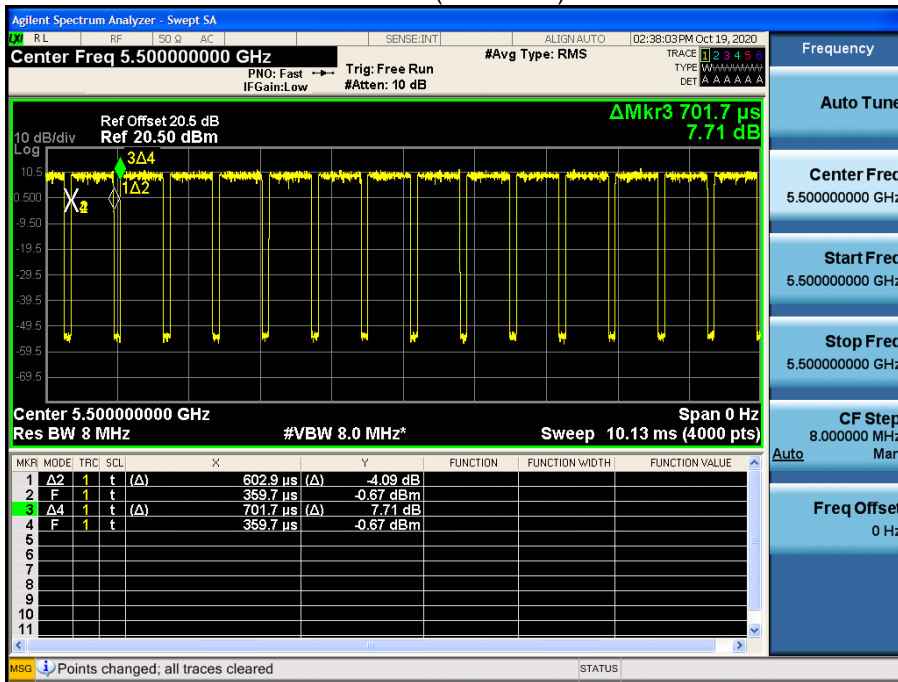 Agilent Spectrum Analyzer - Swept SA
LXI RL RF 50 Ω AC SENSE:INT ALIGN AUTO 02:38:03 PM Oct 19, 2020
Center Freq 5.500000000 GHz #Avg Type: RMS TRACE 1 2 3 4 5 6
PNO: Fast Trig: Free Run TYPE WWWWWW
IFGain:Low #Atten: 10 dB DET A A A A A A
Ref Offset 20.5 dB ΔMkr3 701.7 µs
10 dB/div Ref 20.50 dBm 7.71 dB
Log
3Δ4
10.5
1Δ2
0.500
-9.50
-19.5
-29.5
-39.5
-49.5
-59.5
-69.5
Center 5.500000000 GHz Span 0 Hz
Res BW 8 MHz #VBW 8.0 MHz* Sweep 10.13 ms (4000 pts)
MKR MODE TRC SCL X Y FUNCTION FUNCTION WIDTH FUNCTION VALUE
1 Δ2 1 t (Δ) 602.9 µs (Δ) -4.09 dB
2 F 1 t 359.7 µs -0.67 dBm
3 Δ4 1 t (Δ) 701.7 µs (Δ) 7.71 dB
4 F 1 t 359.7 µs -0.67 dBm
5
6
7
8
9
10
11
MSG Points changed; all traces cleared STATUS
Frequency
Auto Tune
Center Freq
5.500000000 GHz
Start Freq
5.500000000 GHz
Stop Freq
5.500000000 GHz
CF Step
8.000000 MHz
Auto Man
Freq Offset
0 Hz